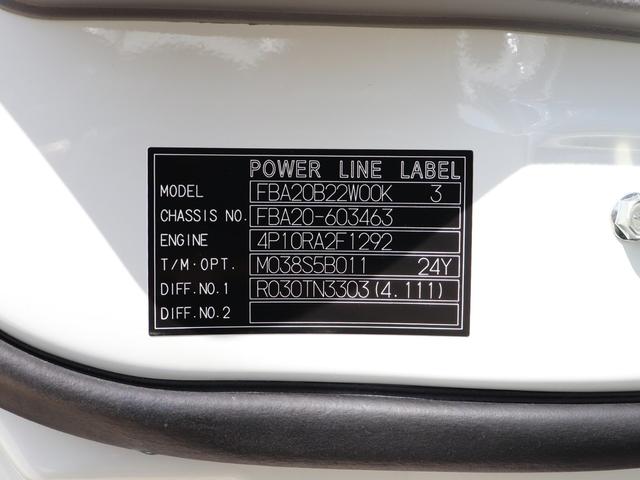 POWER LINE LABEL
MODEL FBA20B22W00K 3
CHASSIS NO. FBA20-603463
ENGINE 4P10RA2F1292
T/M·OPT. M038S5B011 24Y
DIFF.NO.1 R030TN3303(4.111)
DIFF.NO.2